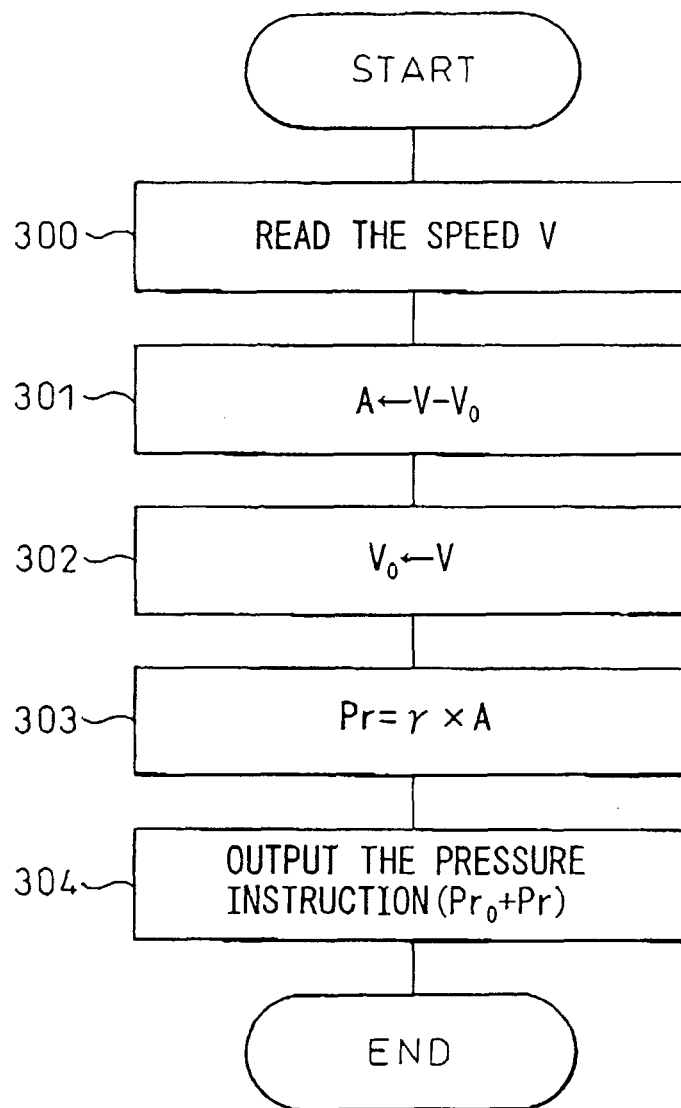 START
300 READ THE SPEED V
301 A←V-V₀
302 V₀←V
303 Pr=γ × A
304 OUTPUT THE PRESSURE
INSTRUCTION(Pr₀+Pr)
END